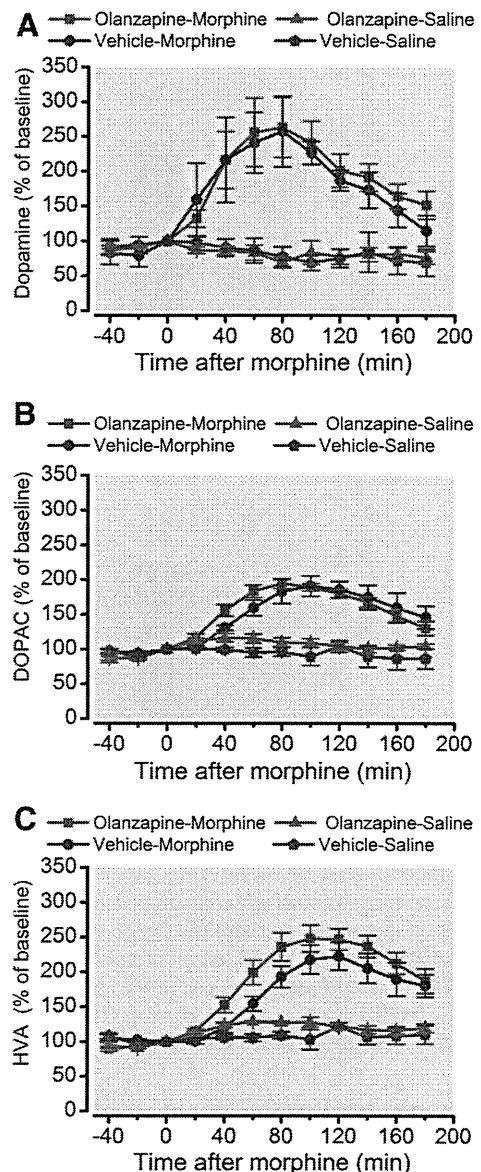 A
Olanzapine-Morphine Olanzapine-Saline
Vehicle-Morphine Vehicle-Saline
Dopamine (% of baseline)
350
300
250
200
150
100
50
0
-40 0 40 80 120 160 200
Time after morphine (min)
B
Olanzapine-Morphine Olanzapine-Saline
Vehicle-Morphine Vehicle-Saline
DOPAC (% of baseline)
350
300
250
200
150
100
50
0
-40 0 40 80 120 160 200
Time after morphine (min)
C
Olanzapine-Morphine Olanzapine-Saline
Vehicle-Morphine Vehicle-Saline
HVA (% of baseline)
350
300
250
200
150
100
50
0
-40 0 40 80 120 160 200
Time after morphine (min)